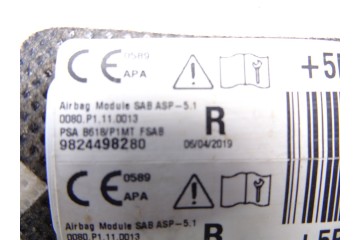 CE 0589
APA
Airbag Module SAB ASP-5.1
0080.P1.11.0013
PSA B618/P1MT FSAB
9824498280
R
06/04/2019
CE 0589
APA
Airbag Module SAB ASP-5.1
0080.P1.11.0013
R